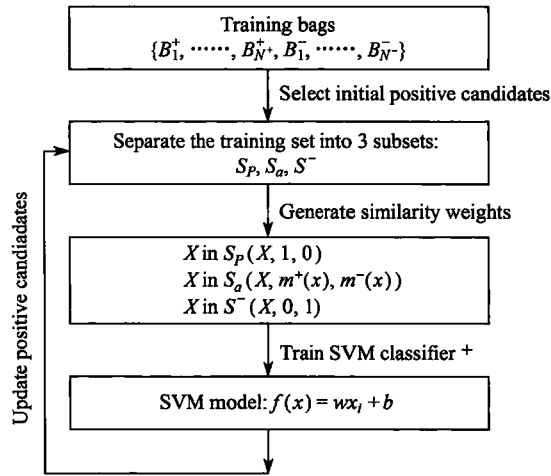 Training bags
{B₁⁺, ······, B_N⁺⁺, B₁⁻, ······, B_N⁻⁻}
Select initial positive candidates
Separate the training set into 3 subsets:
S_P, S_a, S⁻
Generate similarity weights
X in S_P (X, 1, 0)
X in S_a (X, m⁺(x), m⁻(x))
X in S⁻ (X, 0, 1)
Train SVM classifier +
SVM model: f(x) = wx_i + b
Update positive candiadates